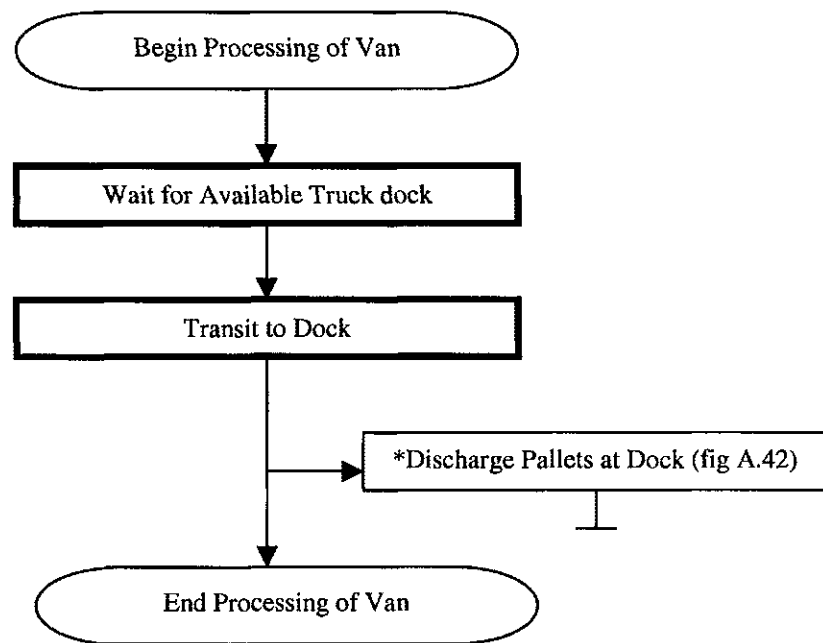 Begin Processing of Van
Wait for Available Truck dock
Transit to Dock
*Discharge Pallets at Dock (fig A.42)
End Processing of Van